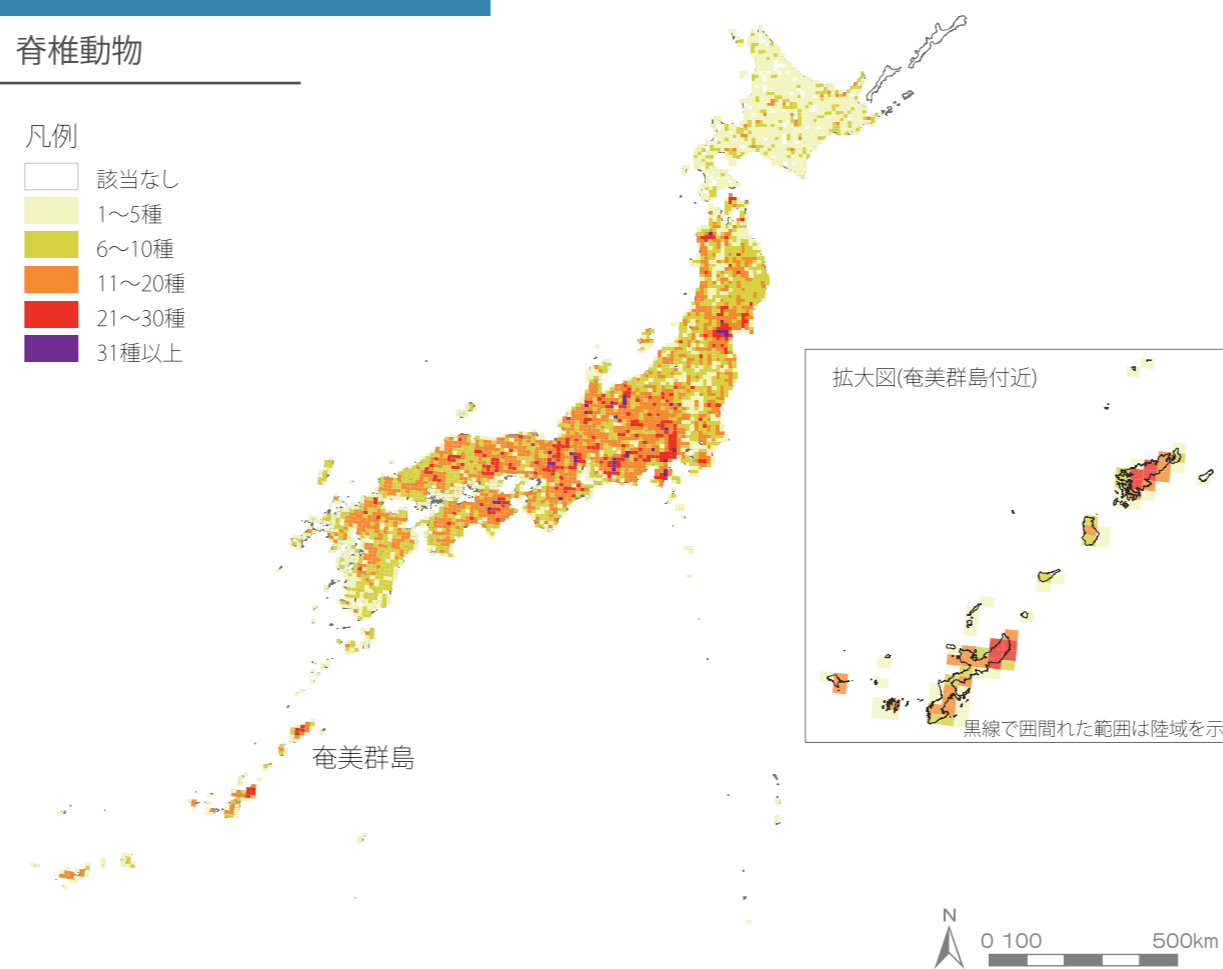 脊椎動物
凡例
該当なし
1〜5種
6〜10種
11〜20種
21〜30種
31種以上
拡大図(奄美群島付近)
黒線で囲間れた範囲は陸域を示
奄美群島
N
0 100 500km